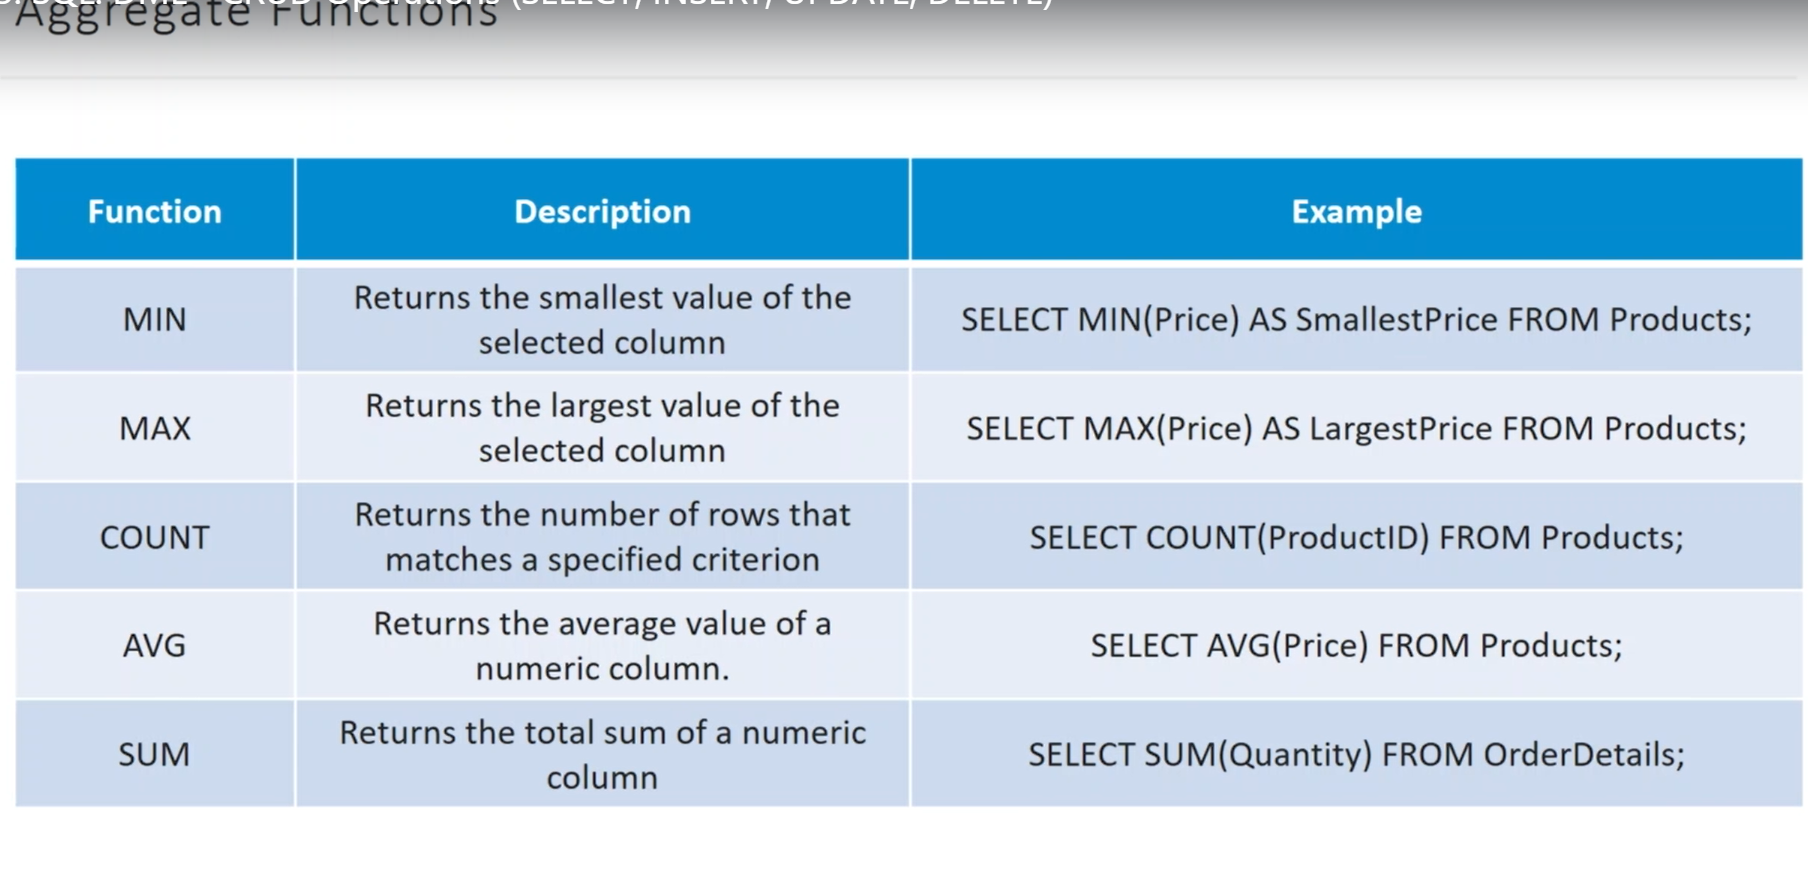 SQL: DML - CRUD Operations (SELECT, INSERT, UPDATE, DELETE)
Aggregate Functions
Function Description Example
MIN
Returns the smallest value of the
selected column
SELECT MIN(Price) AS SmallestPrice FROM Products;
MAX
Returns the largest value of the
selected column
SELECT MAX(Price) AS LargestPrice FROM Products;
COUNT
Returns the number of rows that
matches a specified criterion
SELECT COUNT(ProductID) FROM Products;
AVG
Returns the average value of a
numeric column.
SELECT AVG(Price) FROM Products;
SUM
Returns the total sum of a numeric
column
SELECT SUM(Quantity) FROM OrderDetails;